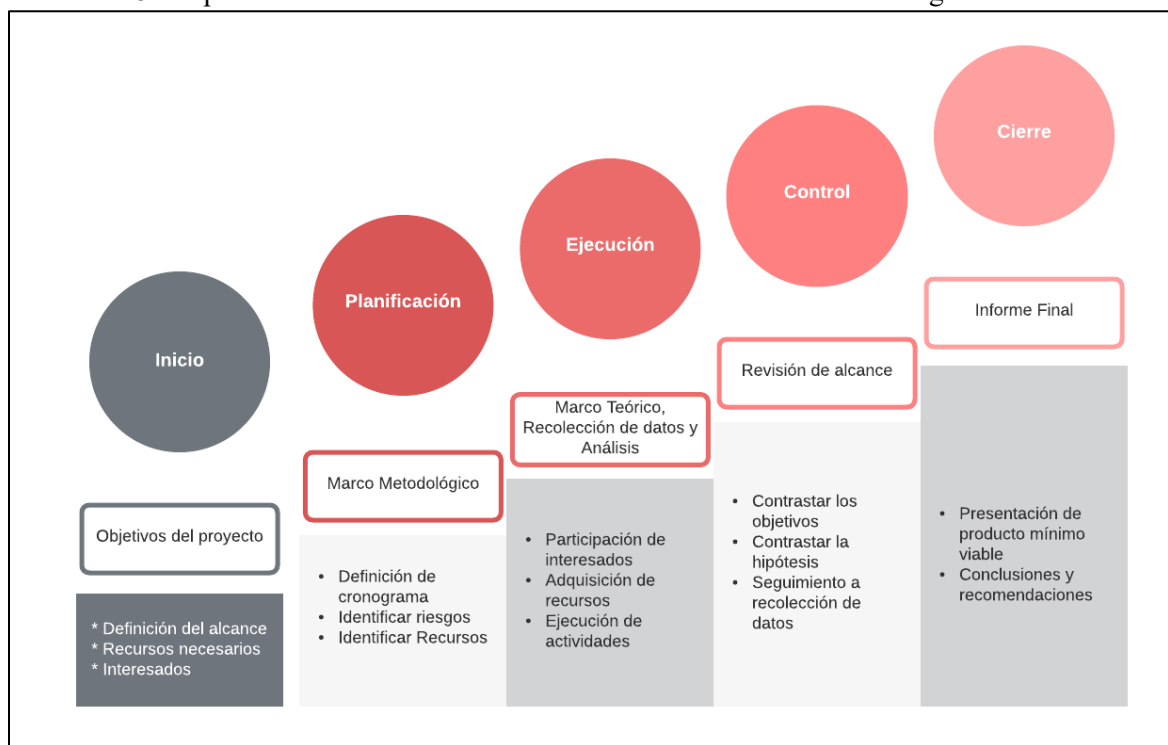 Inicio
Objetivos del proyecto
* Definición del alcance
* Recursos necesarios
* Interesados
Planificación
Marco Metodológico
• Definición de
cronograma
• Identificar riesgos
• Identificar Recursos
Ejecución
Marco Teórico,
Recolección de datos y
Análisis
• Participación de
interesados
• Adquisición de
recursos
• Ejecución de
actividades
Control
Revisión de alcance
• Contrastar los
objetivos
• Contrastar la
hipótesis
• Seguimiento a
recolección de
datos
Cierre
Informe Final
• Presentación de
producto mínimo
viable
• Conclusiones y
recomendaciones